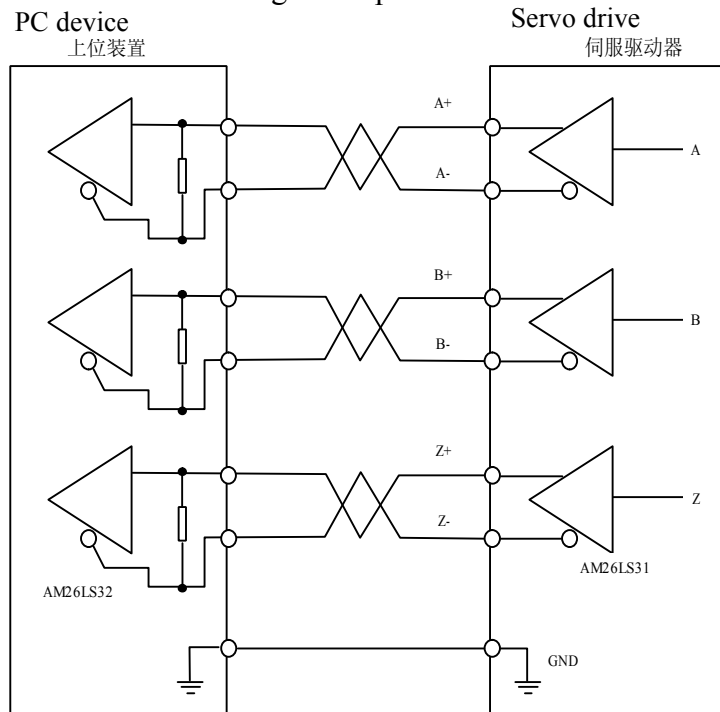 PC device
上位装置
Servo drive
伺服驱动器
A+
A
A-
B+
B
B-
Z+
Z
Z-
AM26LS32
AM26LS31
GND